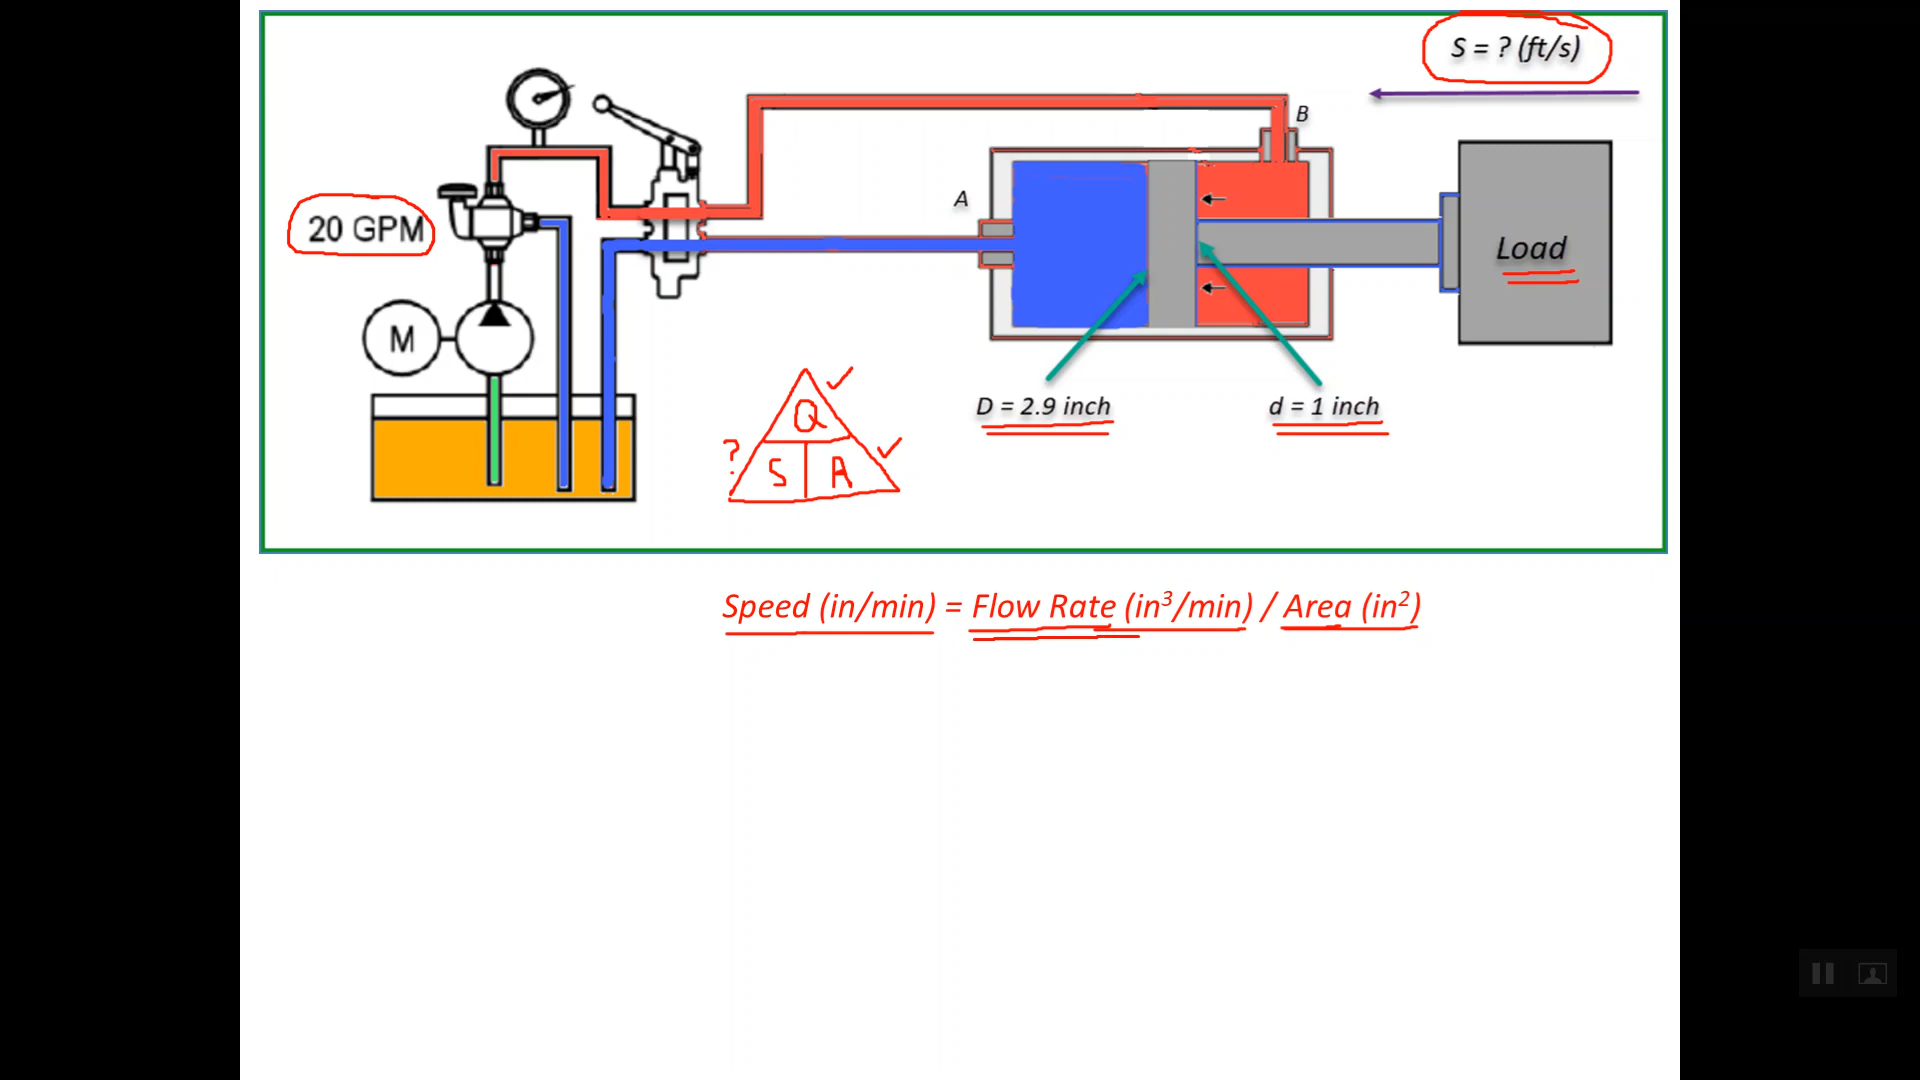 S = ? (ft/s)
B
A
20 GPM
Load
M
D = 2.9 inch
d = 1 inch
Q
?
S A
Speed (in/min) = Flow Rate (in³/min) / Area (in²)